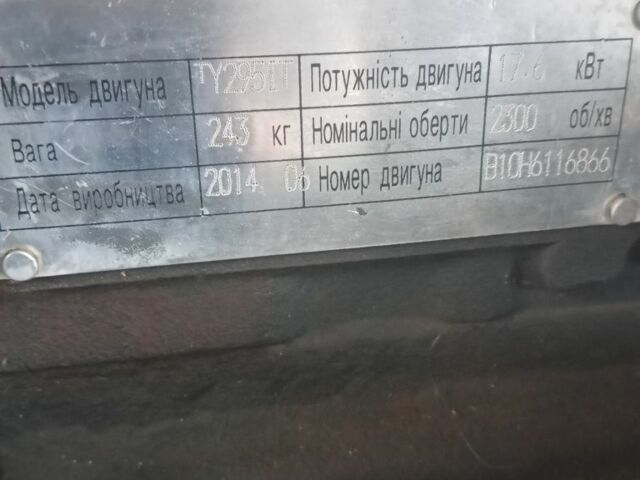 Модель двигуна TY295IT Потужність двигуна 17.6 кВт
Вага 243 кг Номінальні оберти 2300 об/хв
Дата виробництва 2014.06 Номер двигуна B10H6116866